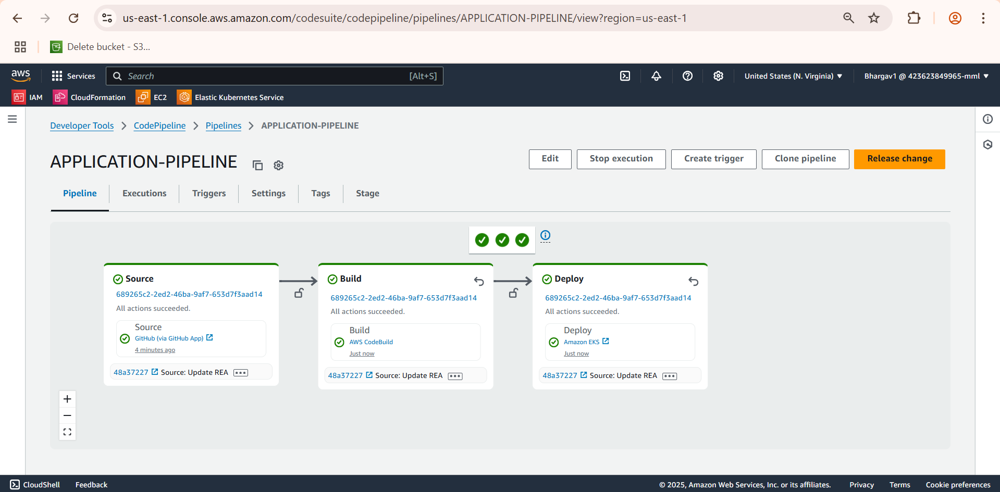 us-east-1.console.aws.amazon.com/codesuite/codepipeline/pipelines/APPLICATION-PIPELINE/view?region=us-east-1
Delete bucket - S3...
aws
Services
Search
[Alt+S]
United States (N. Virginia)
Bhargav1 @ 423623849965-mml
IAM
CloudFormation
EC2
Elastic Kubernetes Service
Developer Tools
CodePipeline
Pipelines
APPLICATION-PIPELINE
APPLICATION-PIPELINE
Edit
Stop execution
Create trigger
Clone pipeline
Release change
Pipeline
Executions
Triggers
Settings
Tags
Stage
Source
689265c2-2ed2-46ba-9af7-653d7f3aad14
All actions succeeded.
Source
GitHub (via GitHub App)
4 minutes ago
48a37227 Source: Update REA
Build
689265c2-2ed2-46ba-9af7-653d7f3aad14
All actions succeeded.
Build
AWS CodeBuild
Just now
48a37227 Source: Update REA
Deploy
689265c2-2ed2-46ba-9af7-653d7f3aad14
All actions succeeded.
Deploy
Amazon EKS
Just now
48a37227 Source: Update REA
CloudShell
Feedback
© 2025, Amazon Web Services, Inc. or its affiliates.
Privacy
Terms
Cookie preferences